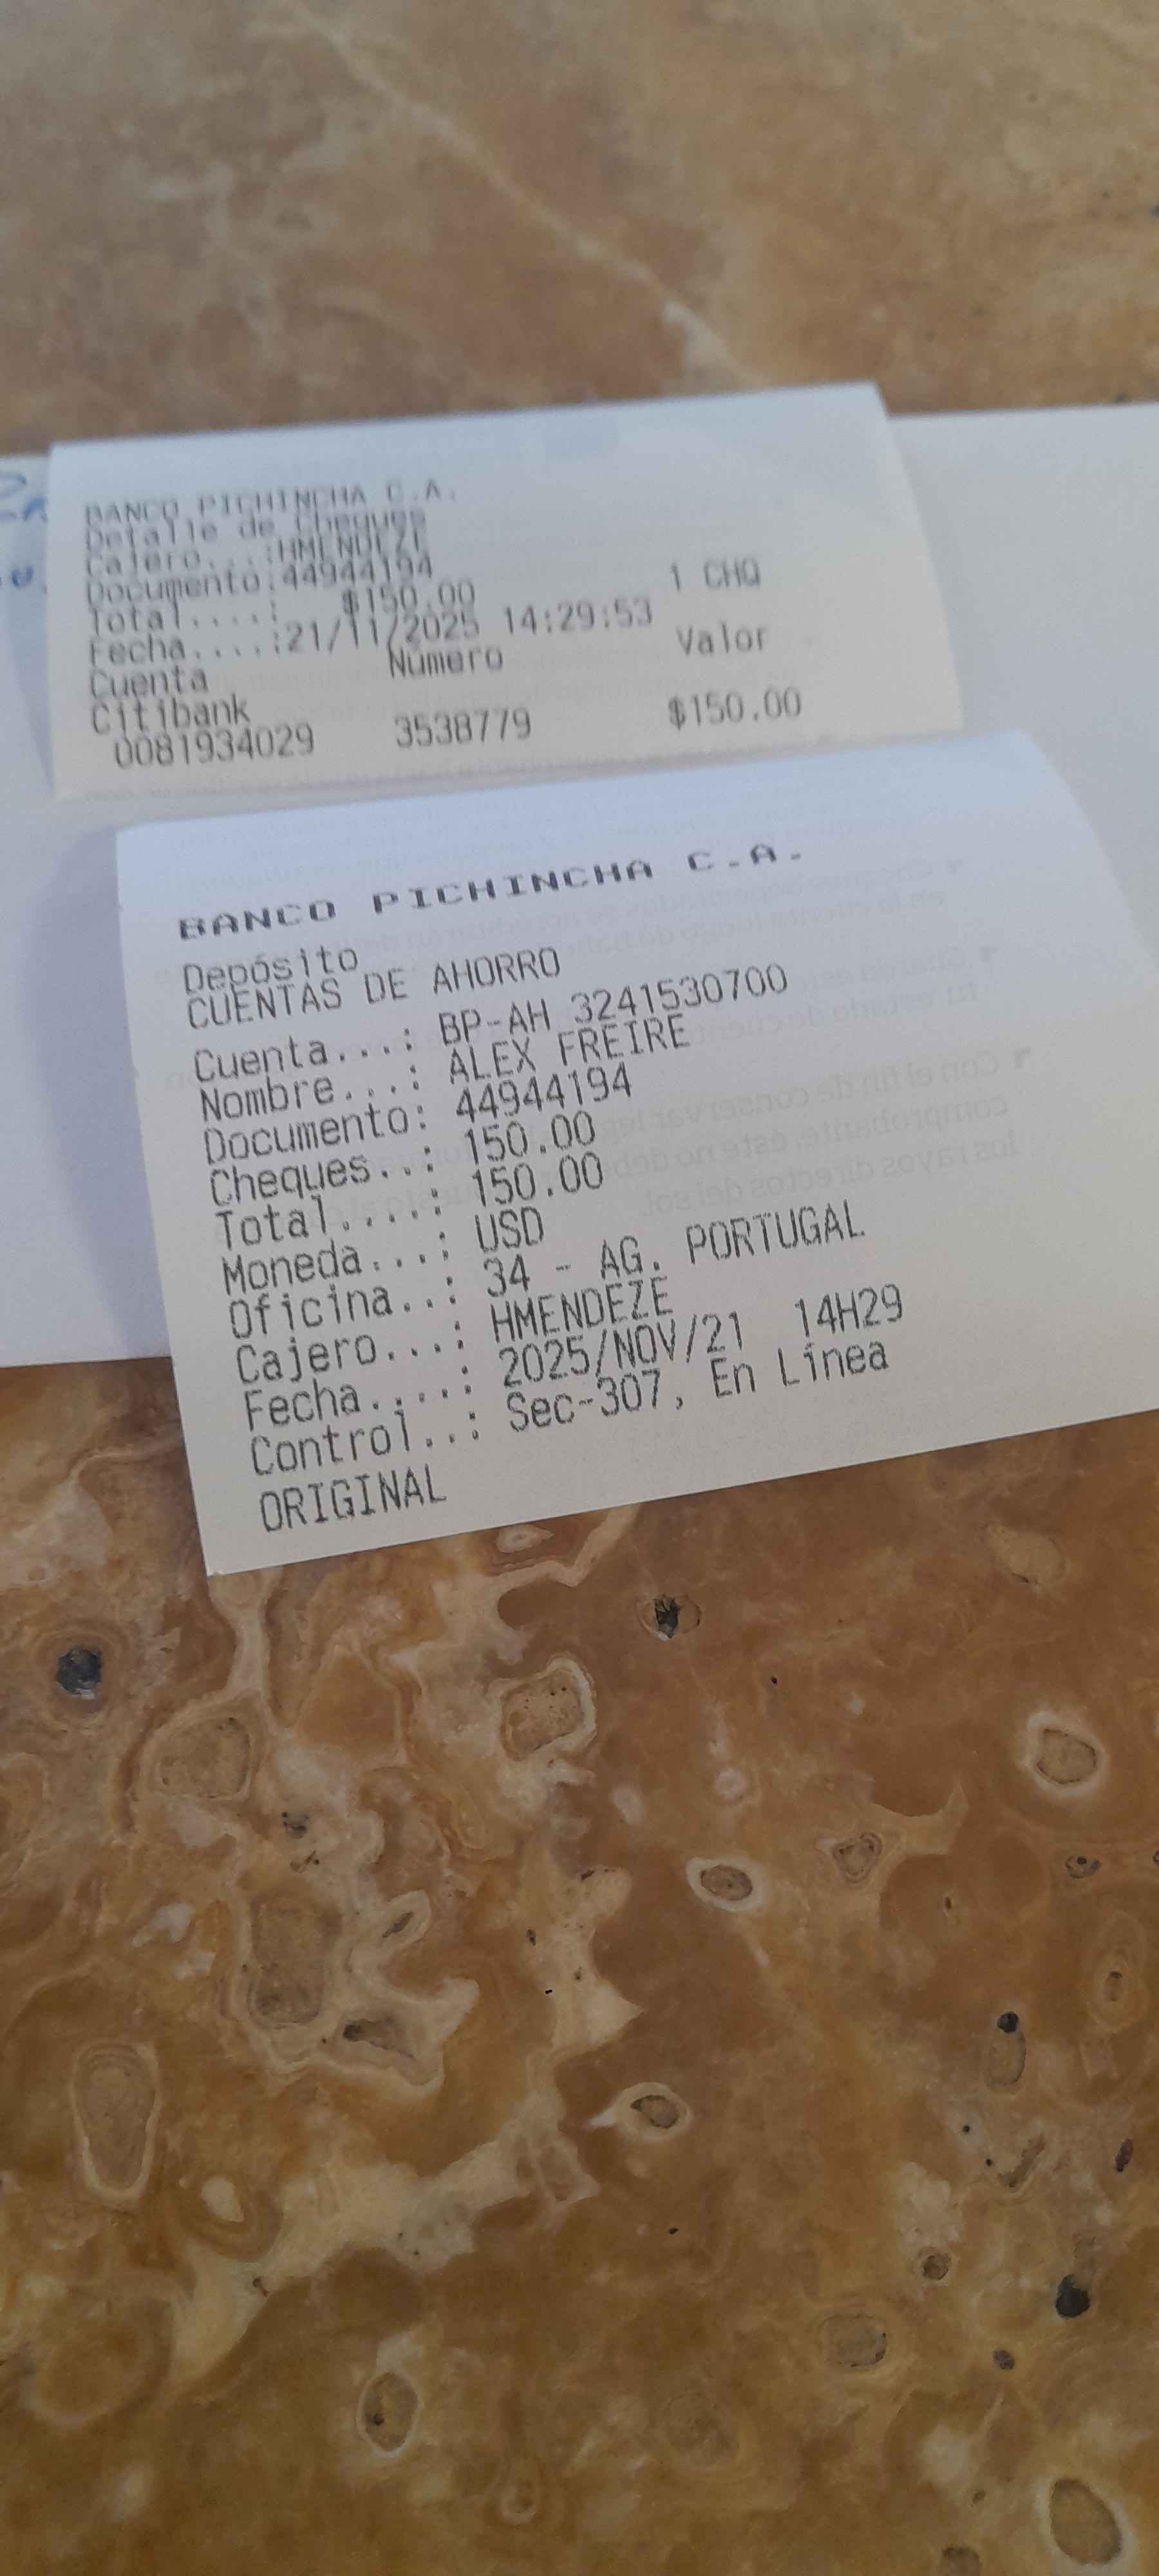 BANCO PICHINCHA C.A.
Detalle de Cheques
Cajero...:HMENDEZE
Documento:44944194
Total....: $150.00 1 CHQ
Fecha....:21/11/2025 14:29:53
Cuenta Número Valor
Citibank
0081934029 3538779 $150.00
BANCO PICHINCHA C.A.
Depósito
CUENTAS DE AHORRO
Cuenta...: BP-AH 3241530700
Nombre...: ALEX FREIRE
Documento: 44944194
Cheques..: 150.00
Total....: 150.00
Moneda...: USD
Oficina..: 34 - AG. PORTUGAL
Cajero...: HMENDEZE
Fecha....: 2025/NOV/21 14H29
Control..: Sec-307, En Línea
ORIGINAL